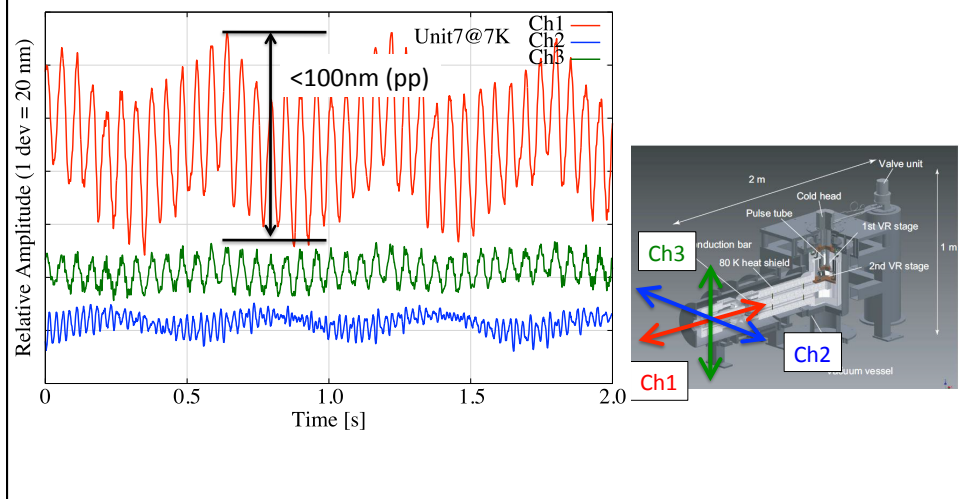 Ch1
Unit7@7K
Ch2
Ch3
<100nm (pp)
Relative Amplitude (1 dev = 20 nm)
0
0.5
1.0
1.5
2.0
Time [s]
Valve unit
2 m
Cold head
Pulse tube
1st VR stage
1 m
Ch3
80 K heat shield
2nd VR stage
bar
Ch2
Ch1
vessel